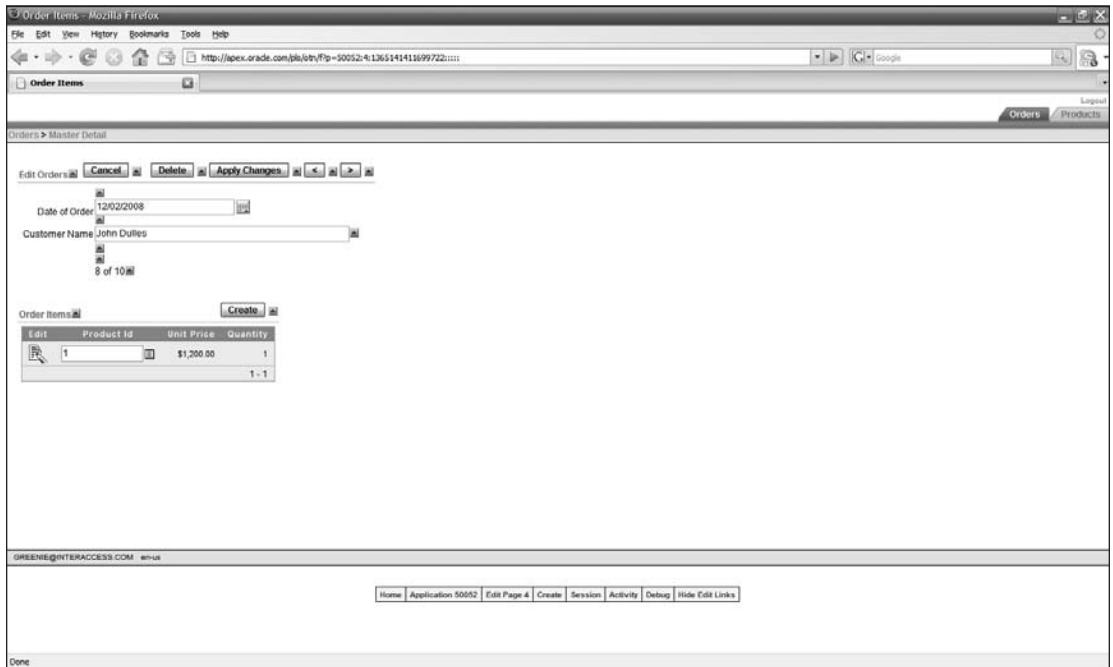 Order Items - Mozilla Firefox
File Edit View History Bookmarks Tools Help
http://apex.oracle.com/pls/otn/f?p=50052:4:1365141411699722:::::
Google
Order Items
Logout
Orders Products
Orders > Master Detail
Edit Orders Cancel Delete Apply Changes < >
Date of Order 12/02/2008
Customer Name John Dulles
8 of 10
Order Items Create
Edit Product Id Unit Price Quantity
1 $1,200.00 1
1 - 1
GREENIE@INTERACCESS.COM en-us
Home Application 50052 Edit Page 4 Create Session Activity Debug Hide Edit Links
Done